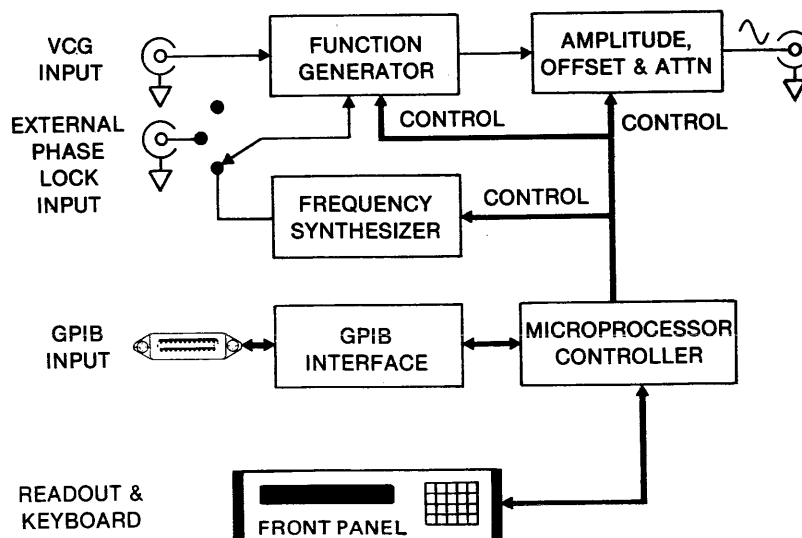 VCG
INPUT
FUNCTION
GENERATOR
AMPLITUDE,
OFFSET & ATTN
EXTERNAL
PHASE
LOCK
INPUT
CONTROL
CONTROL
FREQUENCY
SYNTHESIZER
CONTROL
GPIB
INPUT
GPIB
INTERFACE
MICROPROCESSOR
CONTROLLER
READOUT &
KEYBOARD
FRONT PANEL